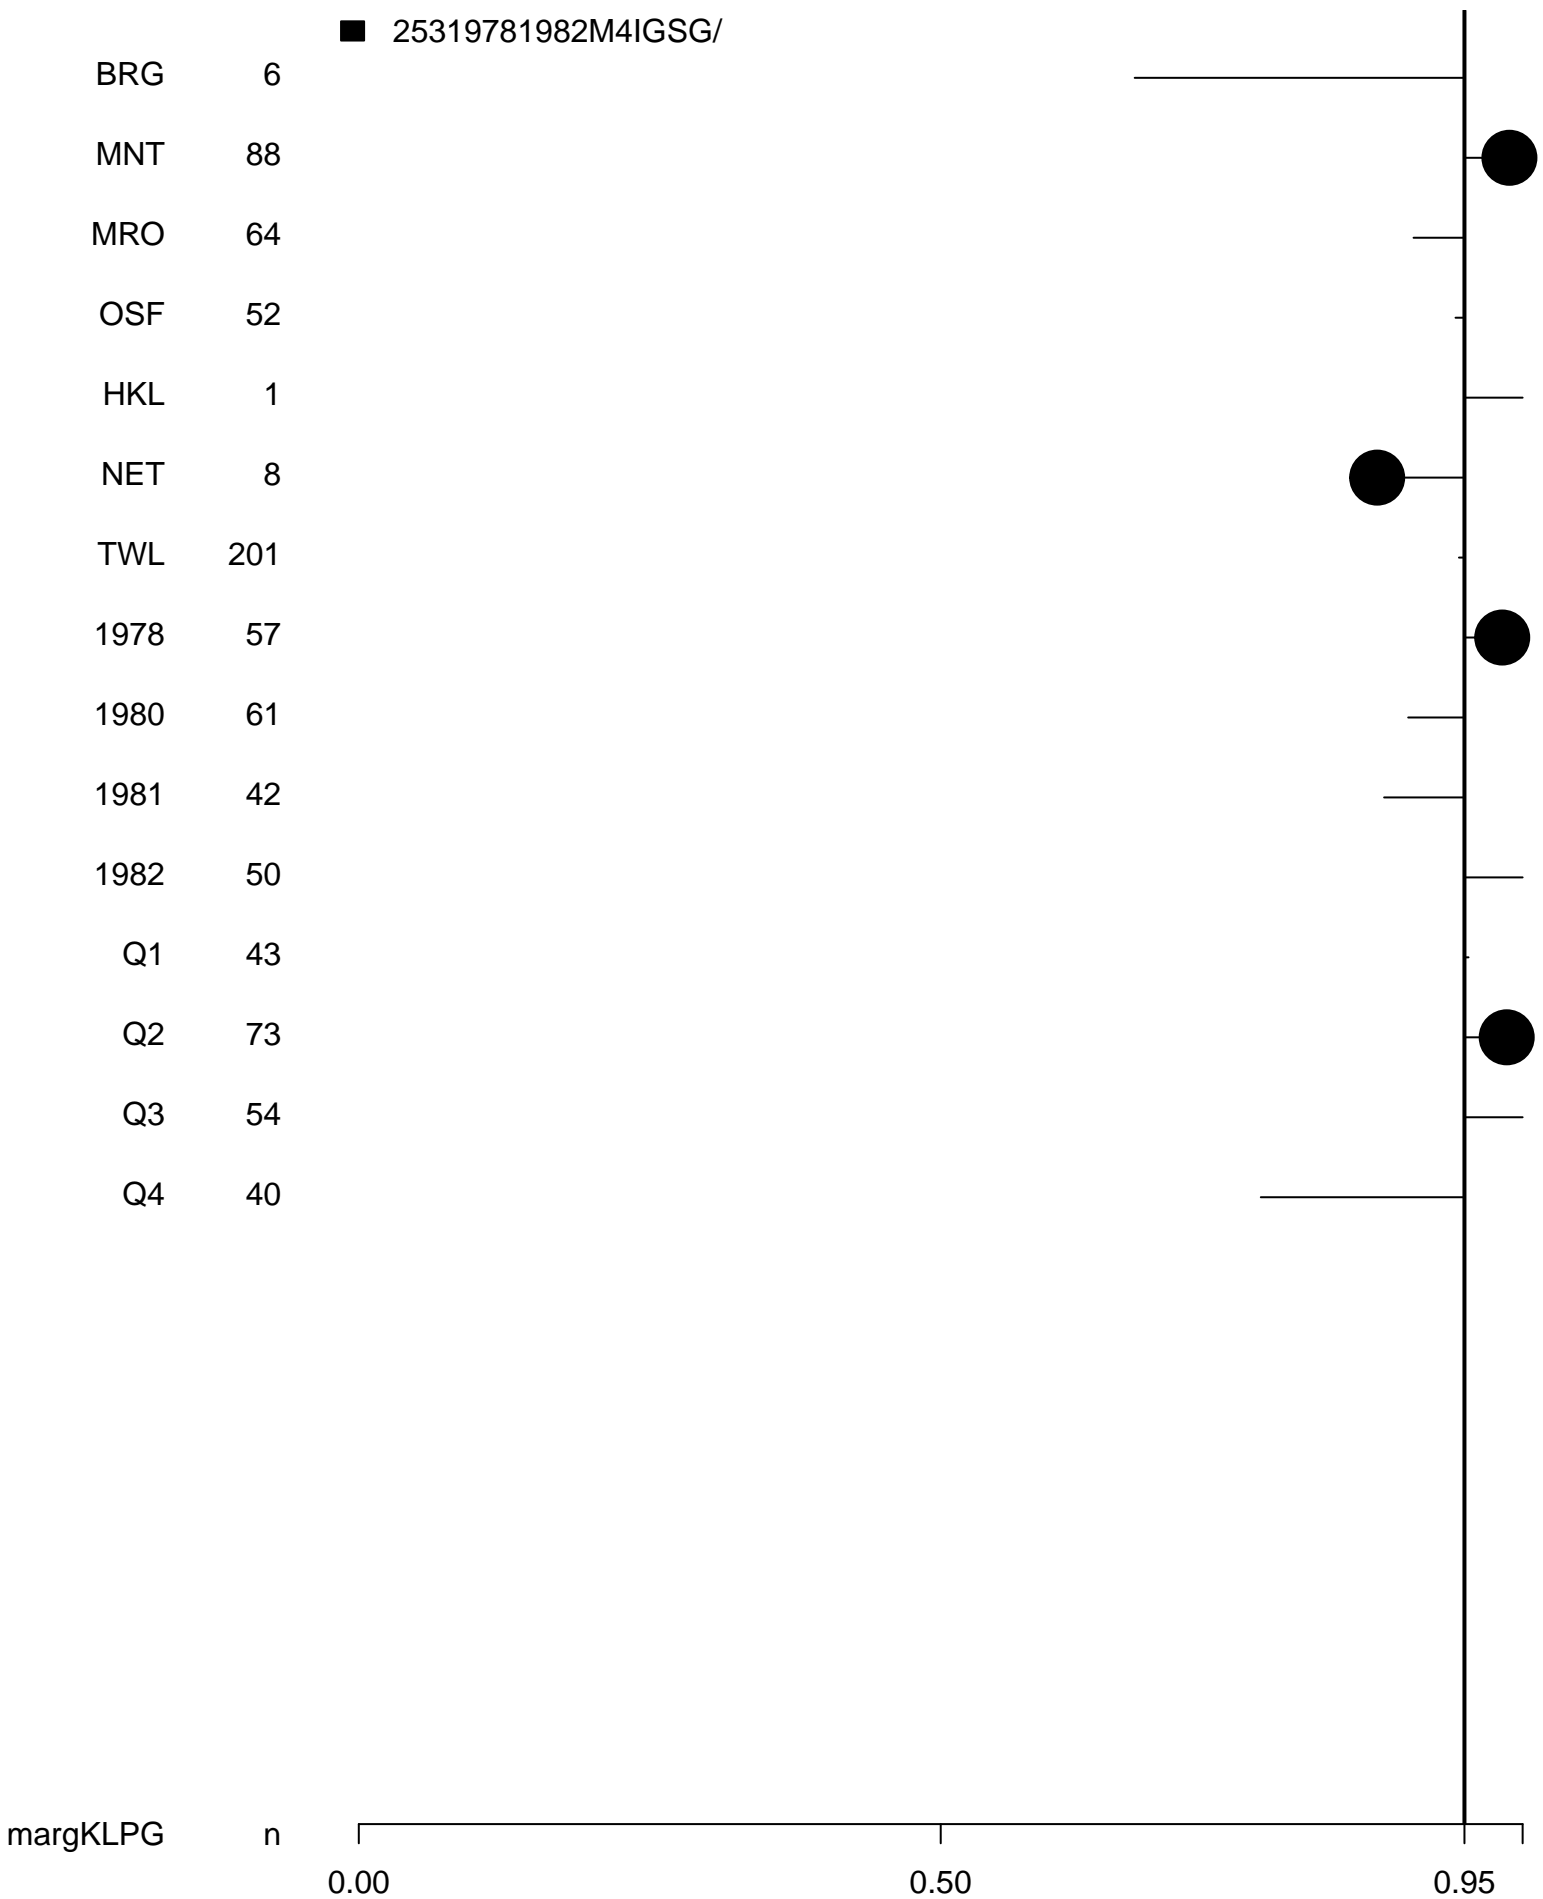 25319781982M4IGSG/
BRG 6
MNT 88
MRO 64
OSF 52
HKL 1
NET 8
TWL 201
1978 57
1980 61
1981 42
1982 50
Q1 43
Q2 73
Q3 54
Q4 40
margKLPG n
0.00 0.50 0.95